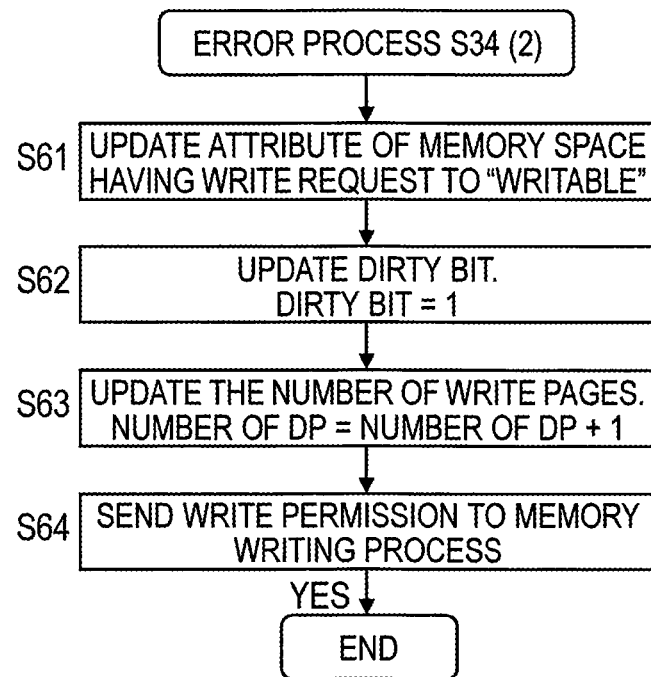 ERROR PROCESS S34 (2)
S61
UPDATE ATTRIBUTE OF MEMORY SPACE
HAVING WRITE REQUEST TO “WRITABLE”
S62
UPDATE DIRTY BIT.
DIRTY BIT = 1
S63
UPDATE THE NUMBER OF WRITE PAGES.
NUMBER OF DP = NUMBER OF DP + 1
S64
SEND WRITE PERMISSION TO MEMORY
WRITING PROCESS
YES
END